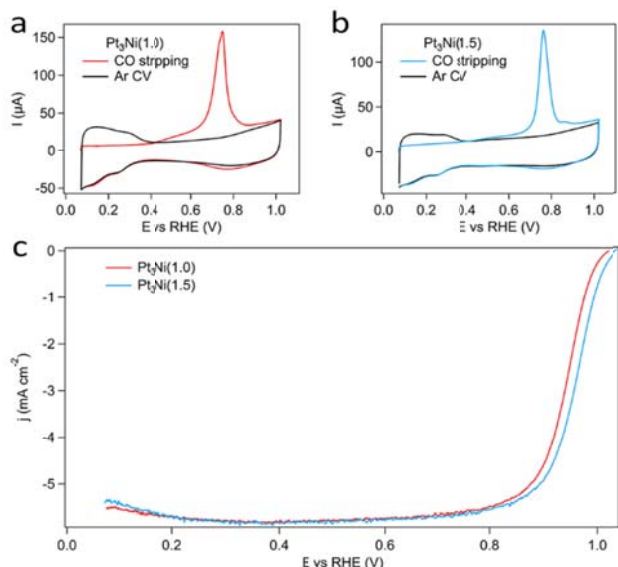 a
Pt₃Ni(1.0)
CO stripping
Ar CV
I (µA)
150
100
50
0
-50
0.0 0.2 0.4 0.6 0.8 1.0
E vs RHE (V)
b
Pt₃Ni(1.5)
CO stripping
Ar CV
I (µA)
100
50
0
0.0 0.2 0.4 0.6 0.8 1.0
E vs RHE (V)
c
Pt₃Ni(1.0)
Pt₃Ni(1.5)
j (mA cm⁻²)
0
-1
-2
-3
-4
-5
0.0 0.2 0.4 0.6 0.8 1.0
E vs RHE (V)